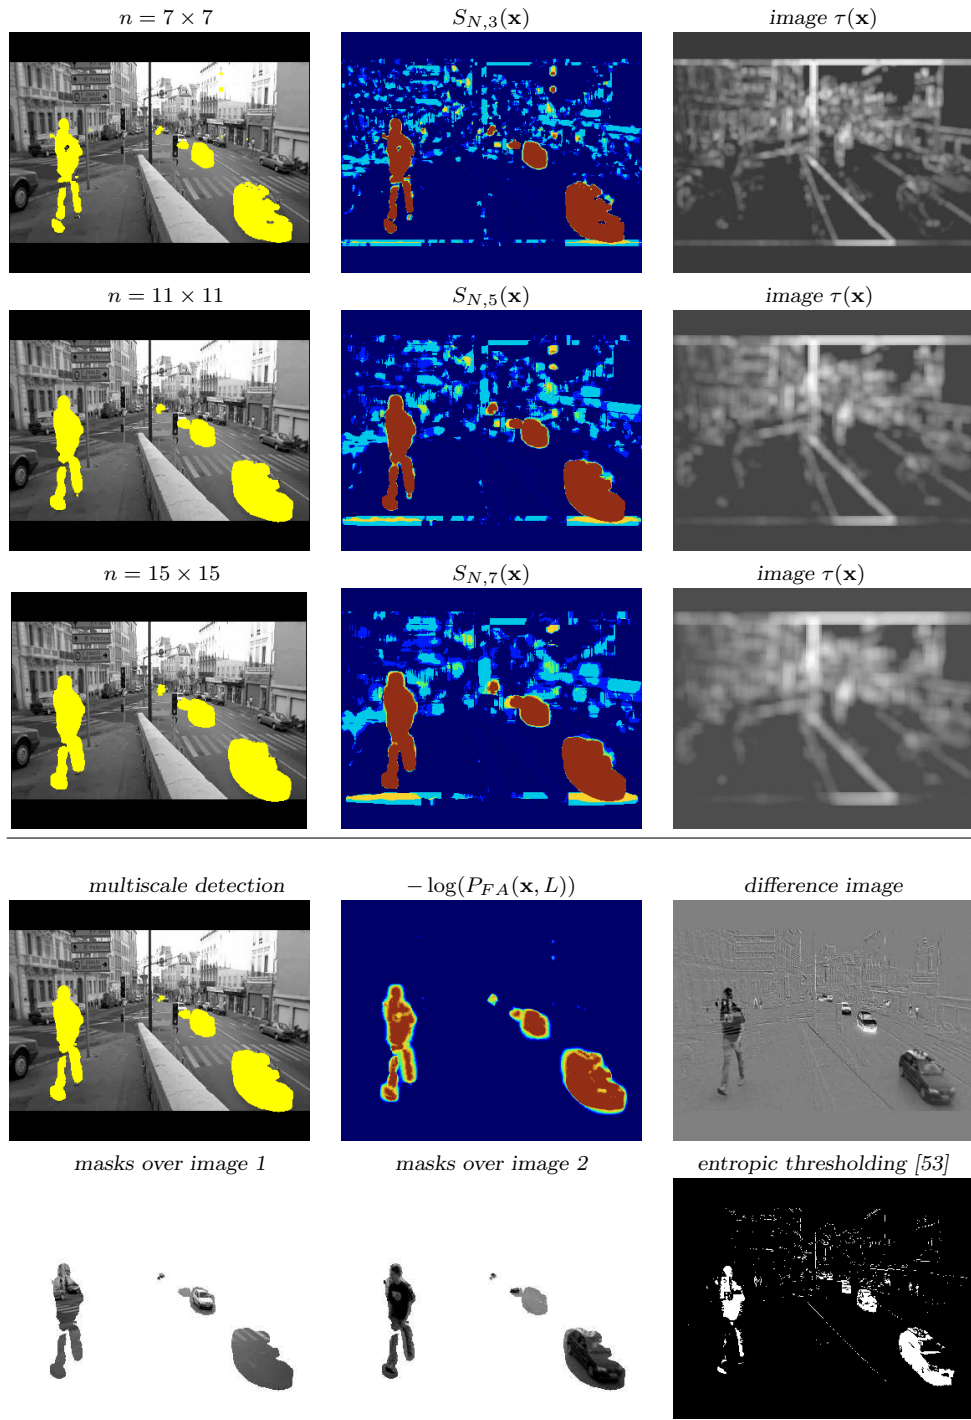 n = 7 × 7
S_{N,3}(x)
image τ(x)
n = 11 × 11
S_{N,5}(x)
image τ(x)
n = 15 × 15
S_{N,7}(x)
image τ(x)
multiscale detection
− log(P_{FA}(x, L))
difference image
masks over image 1
masks over image 2
entropic thresholding [53]